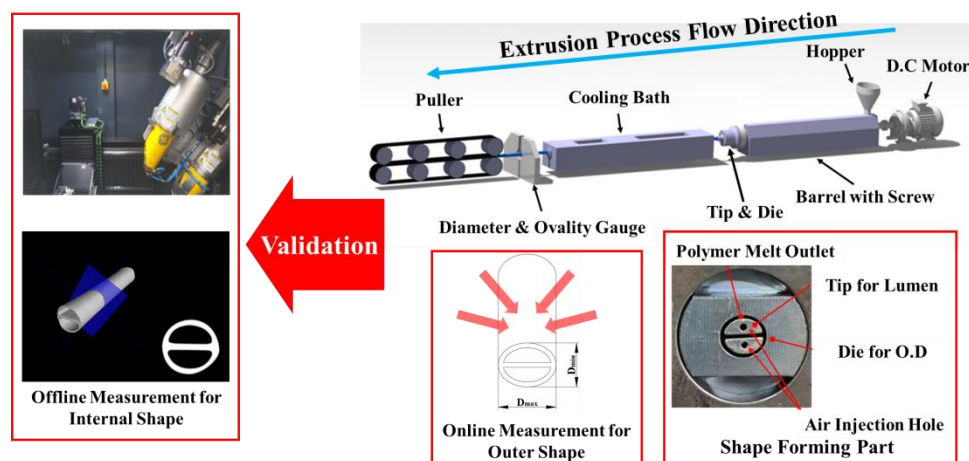 Extrusion Process Flow Direction
Hopper
D.C Motor
Puller
Cooling Bath
Barrel with Screw
Tip & Die
Diameter & Ovality Gauge
Validation
Offline Measurement for
Internal Shape
Dmin
Dmax
Online Measurement for
Outer Shape
Polymer Melt Outlet
Tip for Lumen
Die for O.D
Air Injection Hole
Shape Forming Part